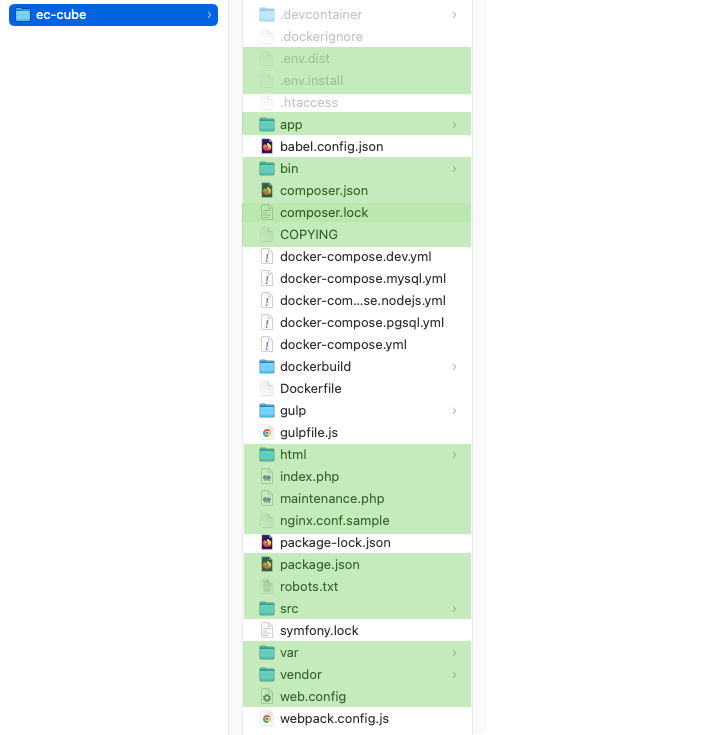 ec-cube
.devcontainer
.dockerignore
.env.dist
.env.install
.htaccess
app
babel.config.json
bin
composer.json
composer.lock
COPYING
docker-compose.dev.yml
docker-compose.mysql.yml
docker-com...se.nodejs.yml
docker-compose.pgsql.yml
docker-compose.yml
dockerbuild
Dockerfile
gulp
gulpfile.js
html
index.php
maintenance.php
nginx.conf.sample
package-lock.json
package.json
robots.txt
src
symfony.lock
var
vendor
web.config
webpack.config.js